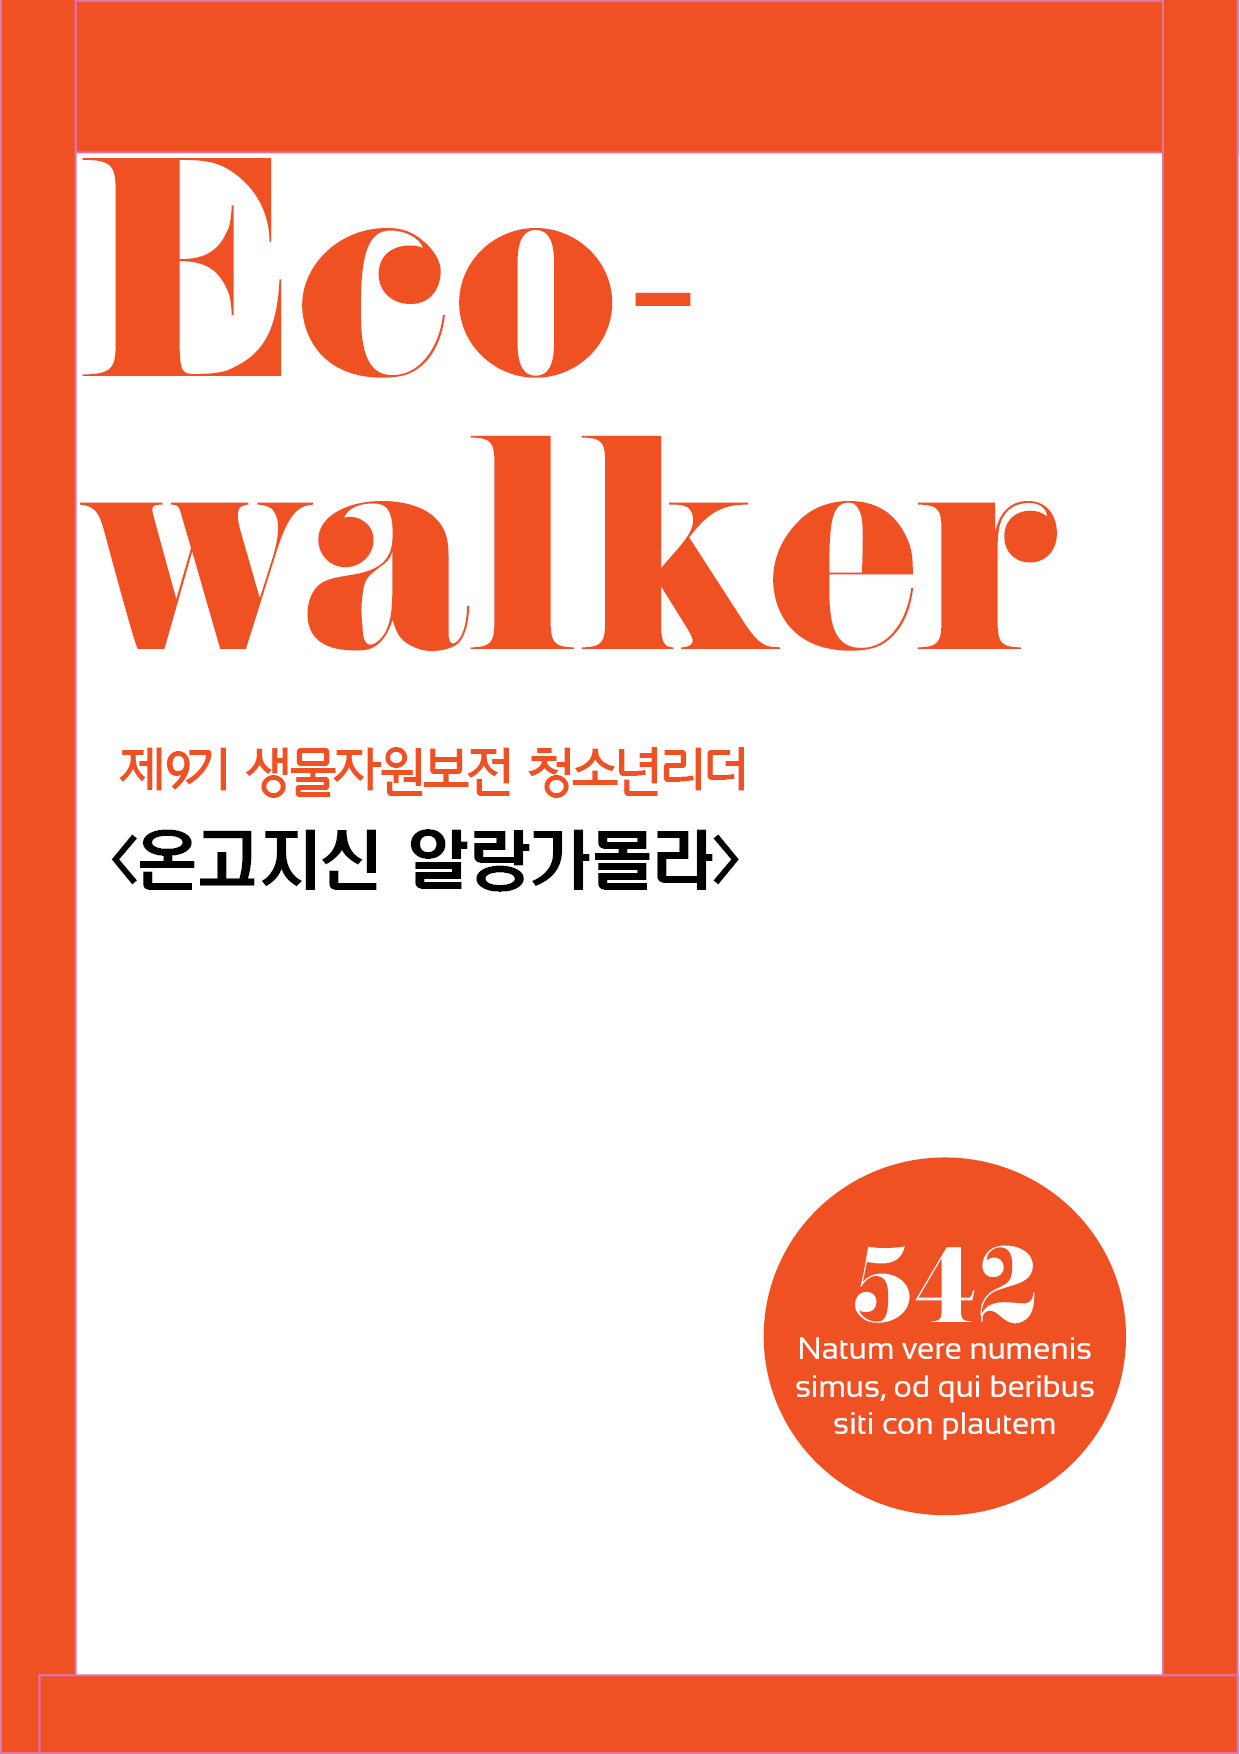 Eco-
walker
제9기 생물자원보전 청소년리더
<온고지신 알랑가몰라>
542
Natum vere numenis
simus, od qui beribus
siti con plautem